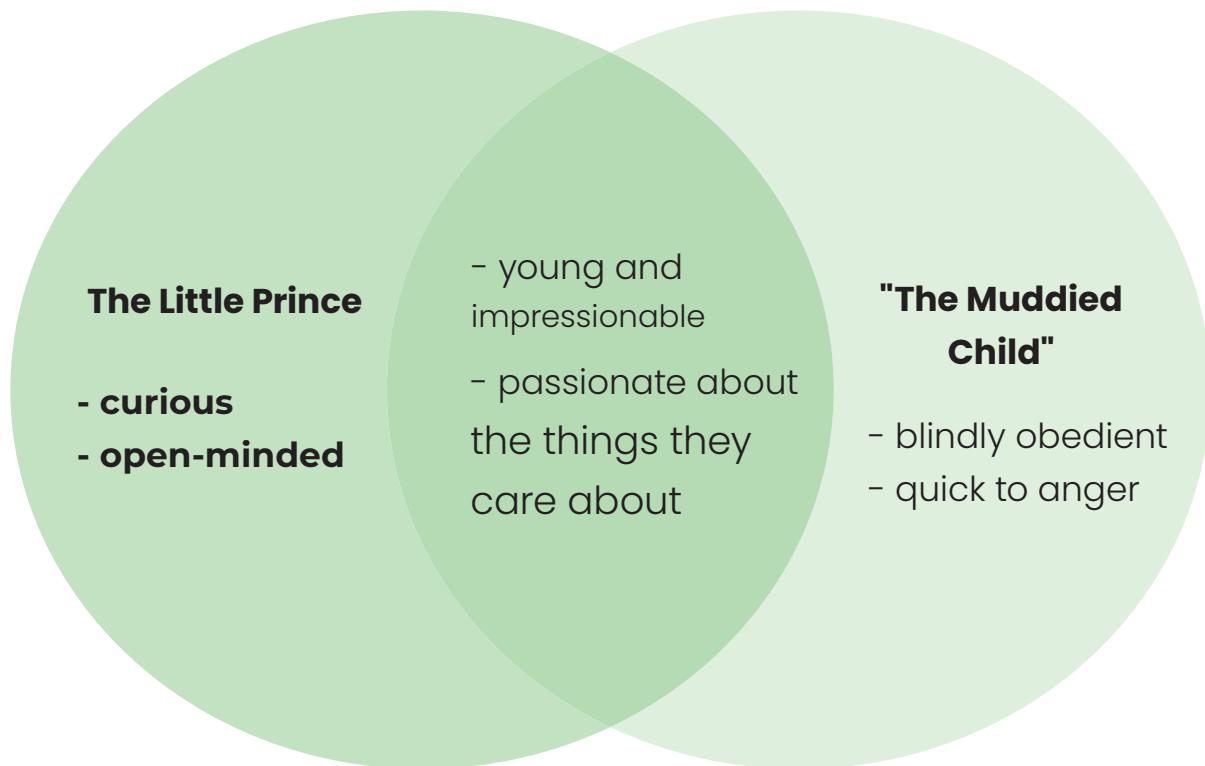 The Little Prince
- curious
- open-minded
- young and
impressionable
- passionate about
the things they
care about
"The Muddied
Child"
- blindly obedient
- quick to anger